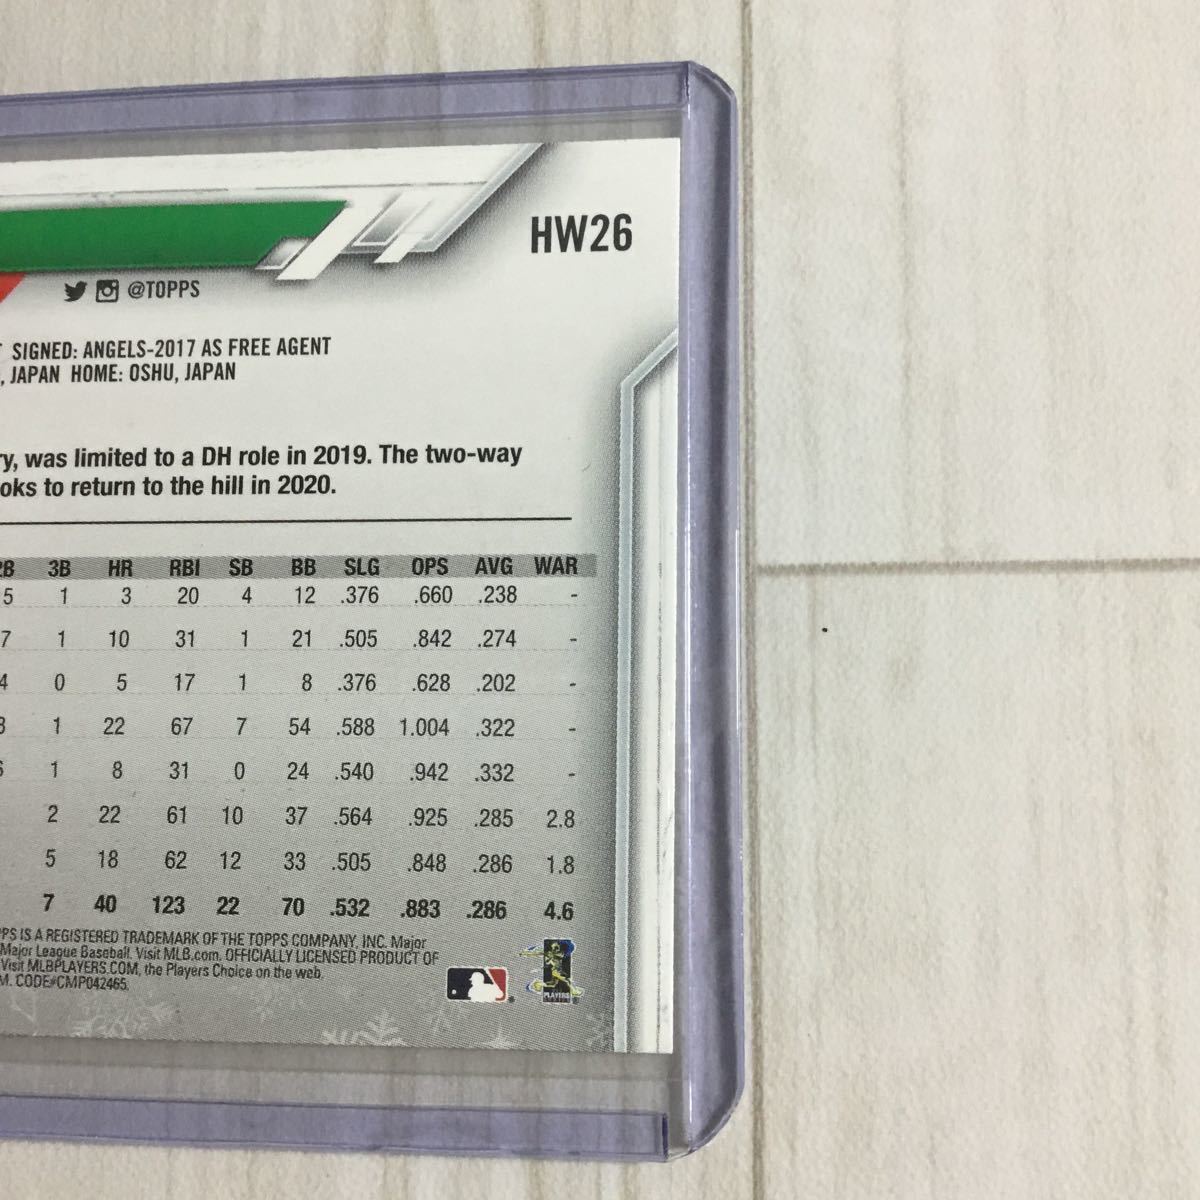 HW26
@TOPPS
SIGNED: ANGELS-2017 AS FREE AGENT
, JAPAN HOME: OSHU, JAPAN
ry, was limited to a DH role in 2019. The two-way
ooks to return to the hill in 2020.
2B 3B HR RBI SB BB SLG OPS AVG WAR
5 1 3 20 4 12 .376 .660 .238 -
7 1 10 31 1 21 .505 .842 .274 -
4 0 5 17 1 8 .376 .628 .202 -
8 1 22 67 7 54 .588 1.004 .322 -
6 1 8 31 0 24 .540 .942 .332 -
2 22 61 10 37 .564 .925 .285 2.8
5 18 62 12 33 .505 .848 .286 1.8
7 40 123 22 70 .532 .883 .286 4.6
PPS IS A REGISTERED TRADEMARK OF THE TOPPS COMPANY, INC. Major
Major League Baseball. Visit MLB.com. OFFICIALLY LICENSED PRODUCT OF
Visit MLBPLAYERS.COM, the Players Choice on the web.
M. CODE#CMP042465.
PLAYERS